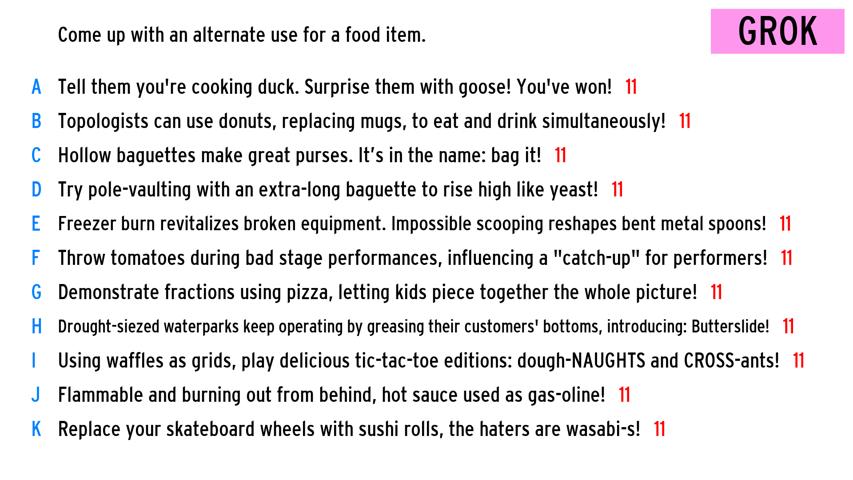 Come up with an alternate use for a food item.
GROK
A Tell them you're cooking duck. Surprise them with goose! You've won! 11
B Topologists can use donuts, replacing mugs, to eat and drink simultaneously! 11
C Hollow baguettes make great purses. It’s in the name: bag it! 11
D Try pole-vaulting with an extra-long baguette to rise high like yeast! 11
E Freezer burn revitalizes broken equipment. Impossible scooping reshapes bent metal spoons! 11
F Throw tomatoes during bad stage performances, influencing a "catch-up" for performers! 11
G Demonstrate fractions using pizza, letting kids piece together the whole picture! 11
H Drought-siezed waterparks keep operating by greasing their customers' bottoms, introducing: Butterslide! 11
I Using waffles as grids, play delicious tic-tac-toe editions: dough-NAUGHTS and CROSS-ants! 11
J Flammable and burning out from behind, hot sauce used as gas-oline! 11
K Replace your skateboard wheels with sushi rolls, the haters are wasabi-s! 11